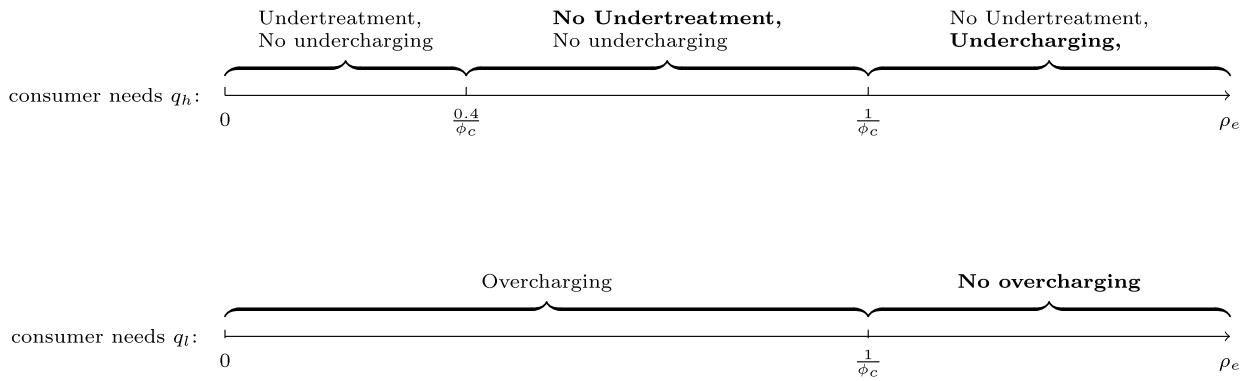 Undertreatment,
No undercharging
No Undertreatment,
No undercharging
No Undertreatment,
Undercharging,
consumer needs q_h:
0
0.4/ϕ_c
1/ϕ_c
ρ_e
Overcharging
No overcharging
consumer needs q_l:
0
1/ϕ_c
ρ_e